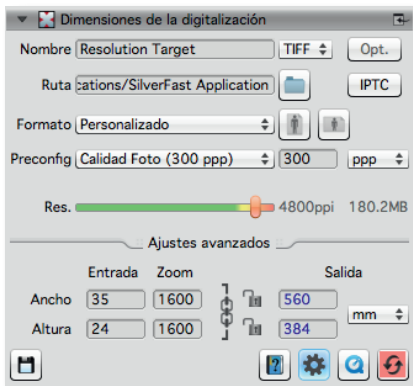 Dimensiones de la digitalización
Nombre Resolution Target TIFF Opt.
Ruta cations/SilverFast Application IPTC
Formato Personalizado
Preconfig Calidad Foto (300 ppp) 300 ppp
Res. 4800ppi 180.2MB
Ajustes avanzados
Entrada Zoom Salida
Ancho 35 1600 560
mm
Altura 24 1600 384